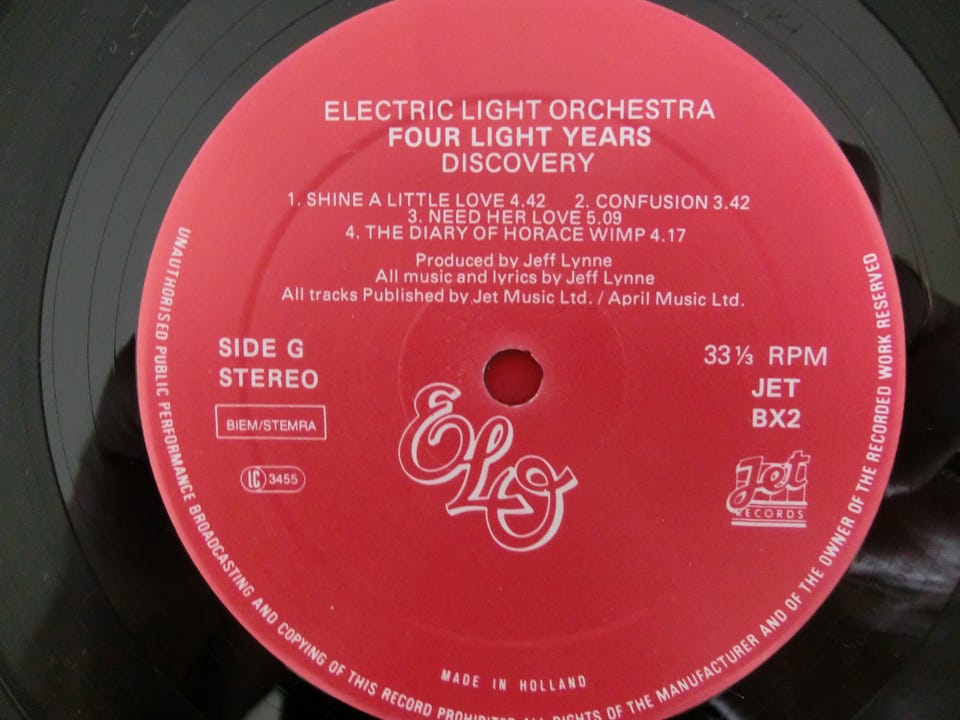 ELECTRIC LIGHT ORCHESTRA
FOUR LIGHT YEARS
DISCOVERY
1. SHINE A LITTLE LOVE 4.42 2. CONFUSION 3.42
3. NEED HER LOVE 5.09
4. THE DIARY OF HORACE WIMP 4.17
Produced by Jeff Lynne
All music and lyrics by Jeff Lynne
All tracks Published by Jet Music Ltd. / April Music Ltd.
SIDE G
STEREO
BIEM/STEMRA
LC 3455
33⅓ RPM
JET
BX2
Jet
RECORDS
ELO
MADE IN HOLLAND
UNAUTHORISED PUBLIC PERFORMANCE BROADCASTING AND COPYING OF THIS RECORD PROHIBITED ALL RIGHTS OF THE MANUFACTURER AND OF THE OWNER OF THE RECORDED WORK RESERVED